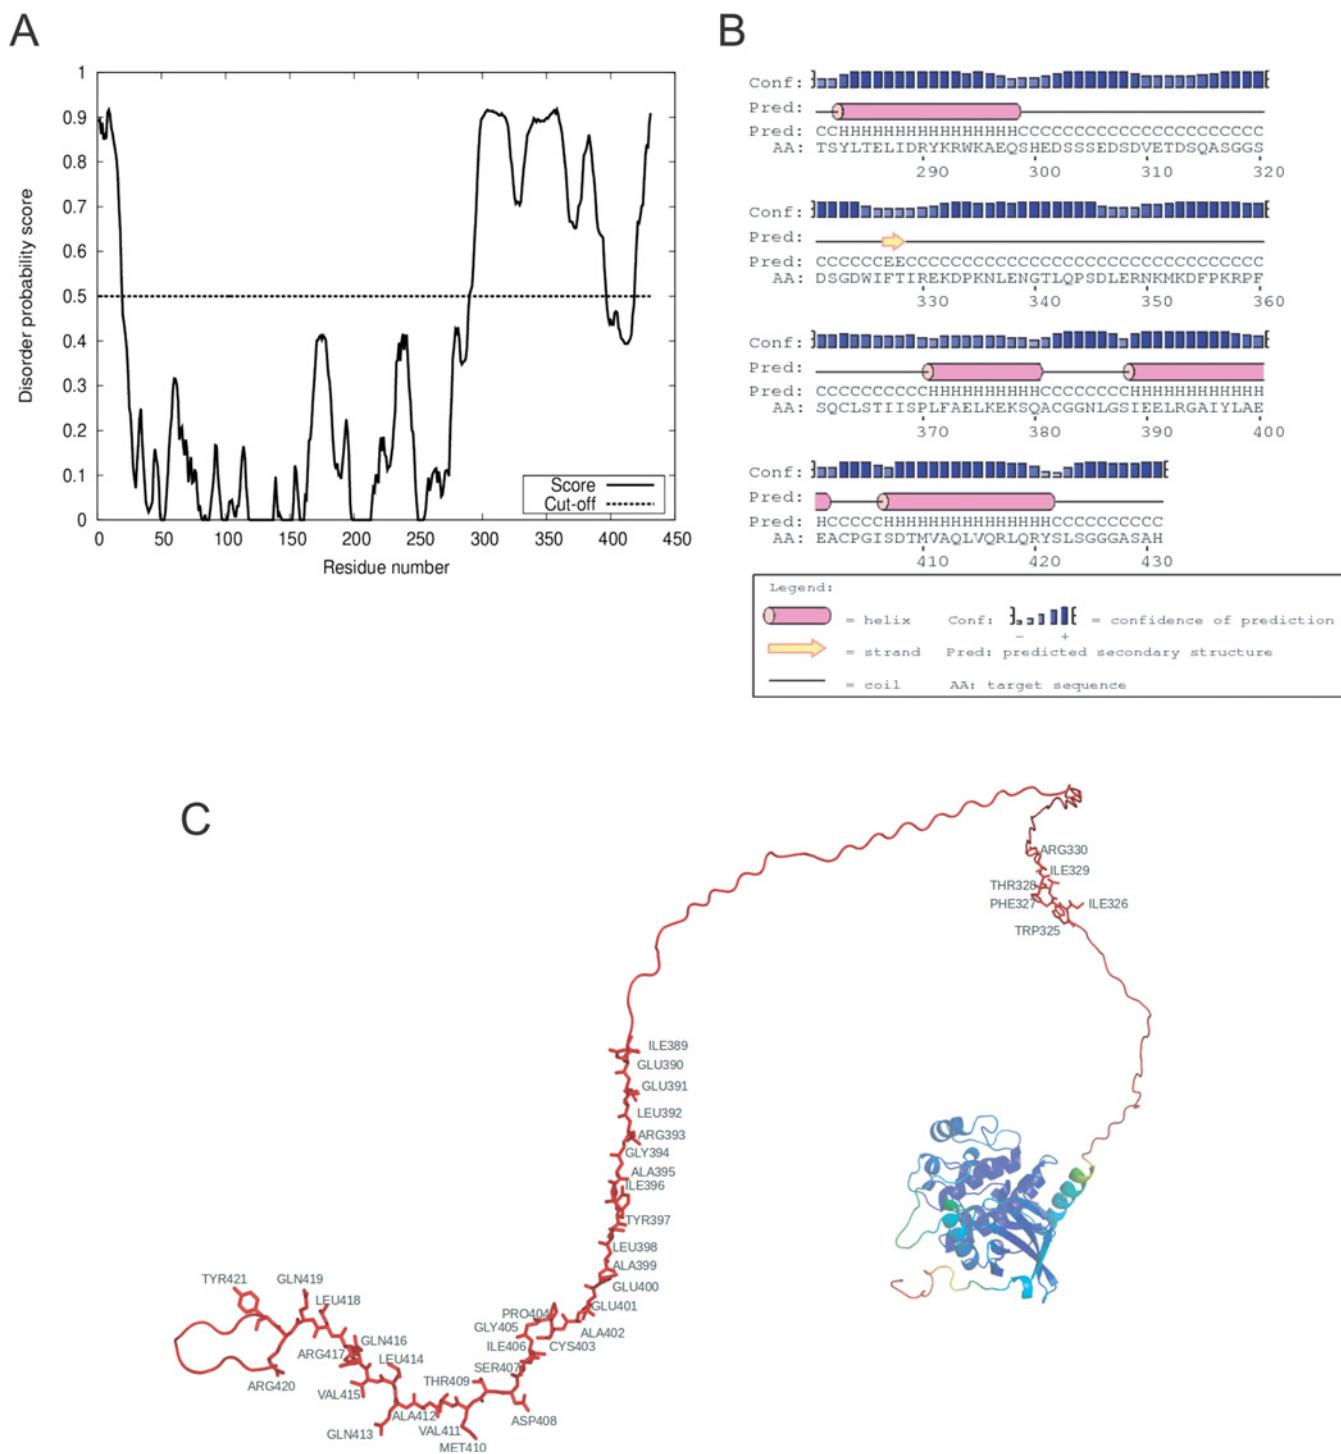 A
B
1
0.9
0.8
0.7
0.6
0.5
0.4
0.3
0.2
0.1
0
Disorder probability score
Score
Cut-off
0 50 100 150 200 250 300 350 400 450
Residue number
Conf:
Pred:
Pred: CCHHHHHHHHHHHHHHHHCCCCCCCCCCCCCCCCCCCCCC
AA: TSYLTELIDRYKRWKAEQSHEDSSSEDSDVETDSQASGGS
290 300 310 320
Conf:
Pred:
Pred: CCCCCCEECCCCCCCCCCCCCCCCCCCCCCCCCCCCCCCC
AA: DSGDWIFTIREKDPKNLENGTLQPSDLERNKMKDFPKRPF
330 340 350 360
Conf:
Pred:
Pred: CCCCCCCCCCHHHHHHHHHHCCCCCCCCHHHHHHHHHHHH
AA: SQCLSTIISPLFAELKEKSQACGGNLGSIEELRGAIYLAE
370 380 390 400
Conf:
Pred:
Pred: HCCCCCHHHHHHHHHHHHHHHCCCCCCCCCC
AA: EACPGISDTMVAQLVQRLQRYSLSGGGASAH
410 420 430
Legend:
= helix Conf: = confidence of prediction
- +
= strand Pred: predicted secondary structure
= coil AA: target sequence
C
ARG330
ILE329
THR328
PHE327 ILE326
TRP325
ILE389
GLU390
GLU391
LEU392
ARG393
GLY394
ALA395
ILE396
TYR397
LEU398
ALA399
GLU400
GLU401
ALA402
PRO404
GLY405
CYS403
ILE406
SER407
ASP408
THR409
MET410
VAL411
ALA412
GLN413
LEU414
VAL415
GLN416
ARG417
LEU418
GLN419
ARG420
TYR421